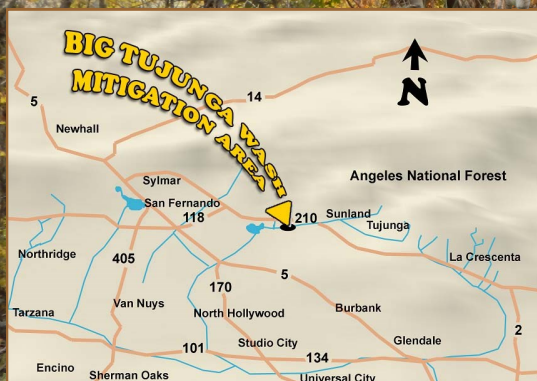 BIG TUJUNGA WASH
MITIGATION AREA
N
14
5
Newhall
Angeles National Forest
Sylmar
San Fernando
118
210
Sunland
Tujunga
Northridge
405
La Crescenta
5
170
Van Nuys
Tarzana
North Hollywood
Burbank
2
Studio City
Glendale
101
134
Encino
Sherman Oaks
Universal City